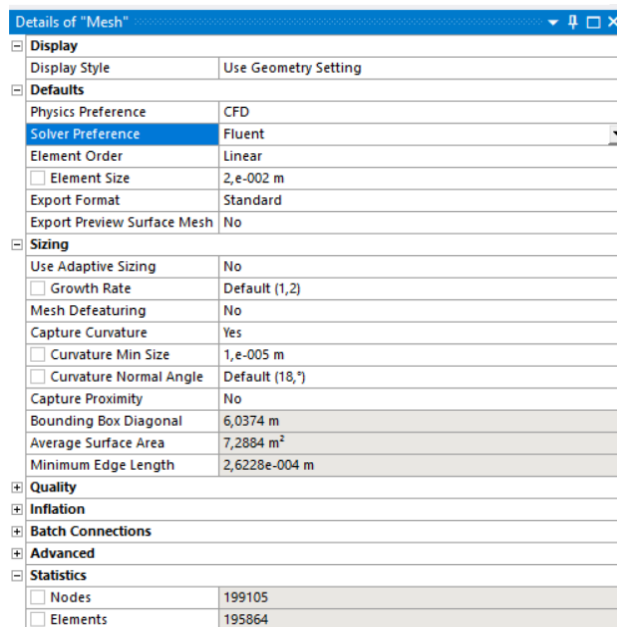 Details of "Mesh"
Display
Display Style Use Geometry Setting
Defaults
Physics Preference CFD
Solver Preference Fluent
Element Order Linear
Element Size 2,e-002 m
Export Format Standard
Export Preview Surface Mesh No
Sizing
Use Adaptive Sizing No
Growth Rate Default (1,2)
Mesh Defeaturing No
Capture Curvature Yes
Curvature Min Size 1,e-005 m
Curvature Normal Angle Default (18,°)
Capture Proximity No
Bounding Box Diagonal 6,0374 m
Average Surface Area 7,2884 m²
Minimum Edge Length 2,6228e-004 m
Quality
Inflation
Batch Connections
Advanced
Statistics
Nodes 199105
Elements 195864